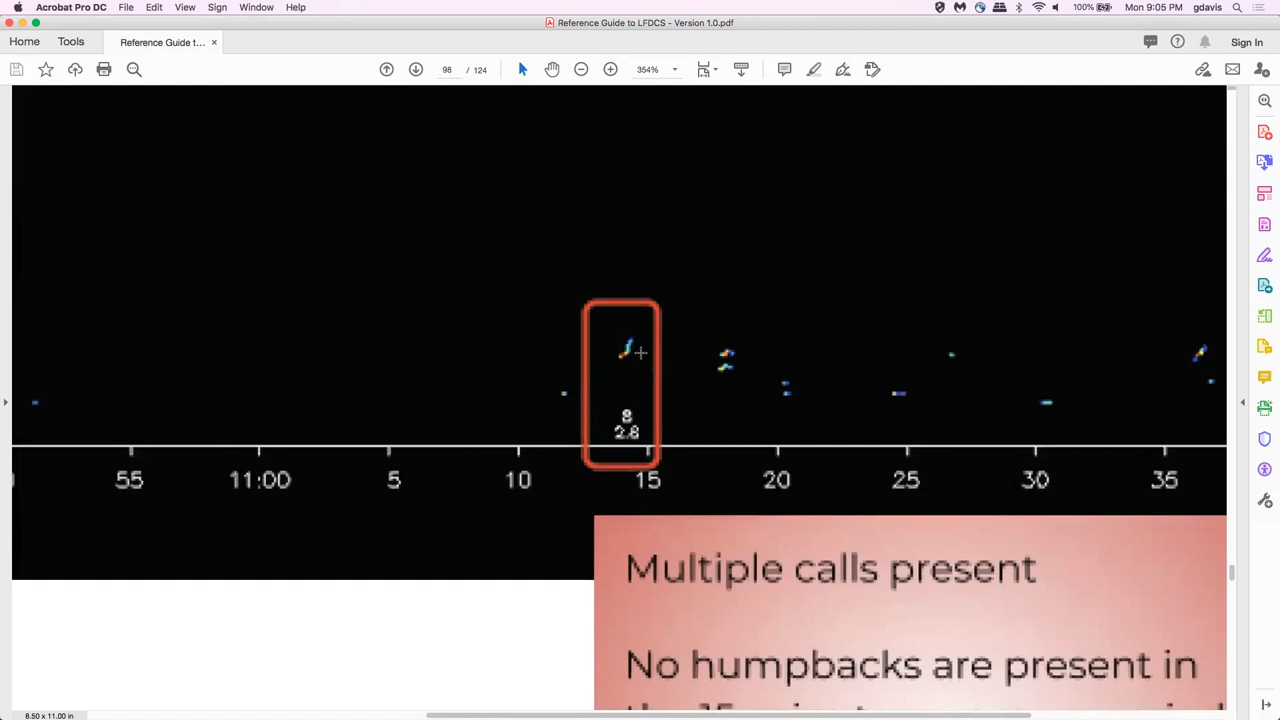 Acrobat Pro DC File Edit View Sign Window Help 100% Mon 9:05 PM gdavis
Reference Guide to LFDCS - Version 1.0.pdf
Home Tools Reference Guide t... × Sign In
98 / 124 354%
8
2.8
55 11:00 5 10 15 20 25 30 35
Multiple calls present
No humpbacks are present in
8.50 x 11.00 in